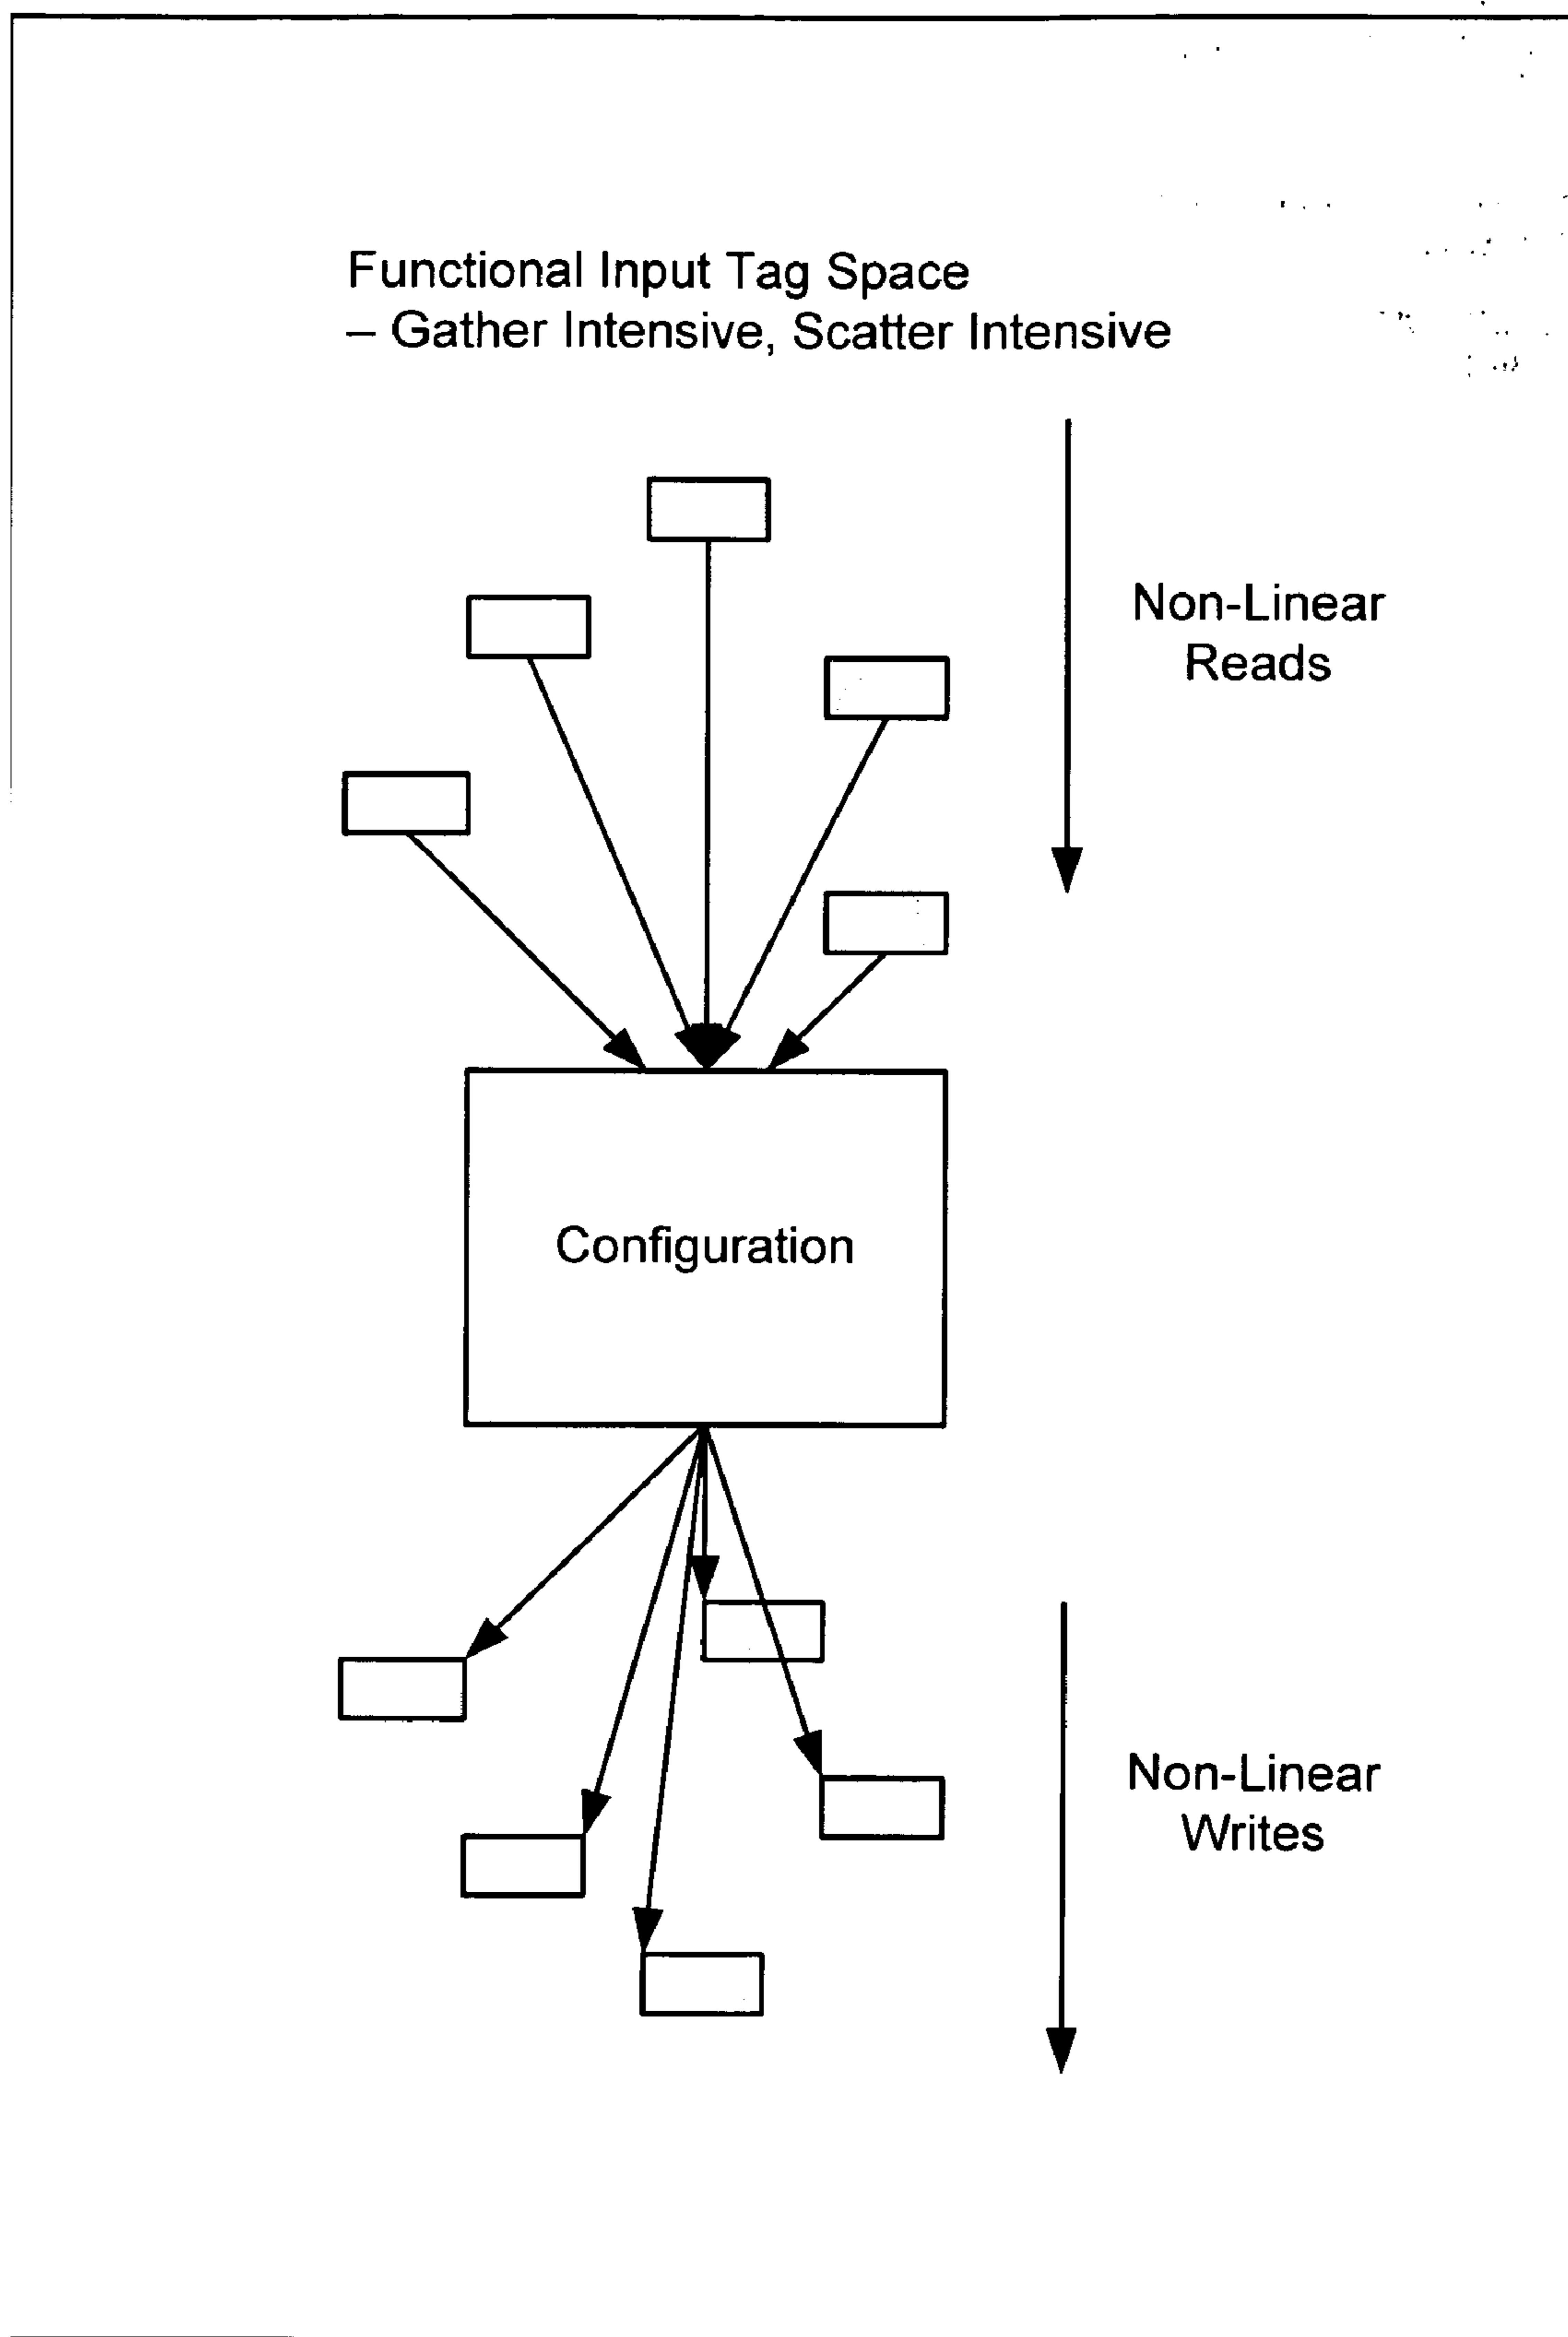 Functional Input Tag Space
– Gather Intensive, Scatter Intensive
Non-Linear
Reads
Configuration
Non-Linear
Writes